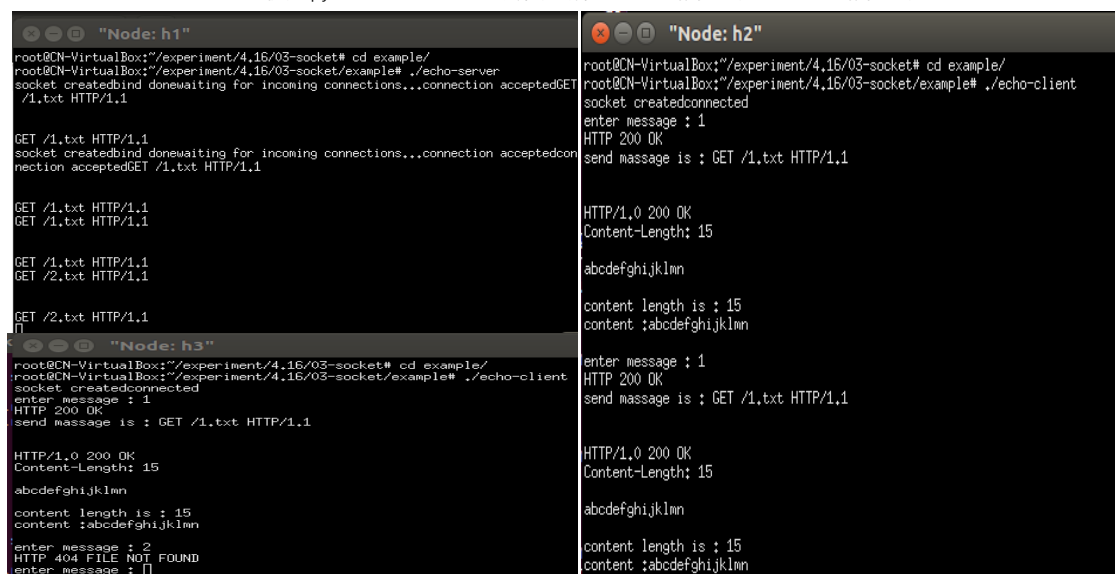 "Node: h1"
root@CN-VirtualBox:~/experiment/4.16/03-socket# cd example/
root@CN-VirtualBox:~/experiment/4.16/03-socket/example# ./echo-server
socket createdbind donewaiting for incoming connections...connection acceptedGET
/1.txt HTTP/1.1
GET /1.txt HTTP/1.1
socket createdbind donewaiting for incoming connections...connection acceptedcon
nection acceptedGET /1.txt HTTP/1.1
GET /1.txt HTTP/1.1
GET /1.txt HTTP/1.1
GET /1.txt HTTP/1.1
GET /2.txt HTTP/1.1
GET /2.txt HTTP/1.1
"Node: h3"
root@CN-VirtualBox:~/experiment/4.16/03-socket# cd example/
root@CN-VirtualBox:~/experiment/4.16/03-socket/example# ./echo-client
socket createdconnected
enter message : 1
HTTP 200 OK
send massage is : GET /1.txt HTTP/1.1
HTTP/1.0 200 OK
Content-Length: 15
abcdefghijklmn
content length is : 15
content :abcdefghijklmn
enter message : 2
HTTP 404 FILE NOT FOUND
enter message :
"Node: h2"
root@CN-VirtualBox:~/experiment/4.16/03-socket# cd example/
root@CN-VirtualBox:~/experiment/4.16/03-socket/example# ./echo-client
socket createdconnected
enter message : 1
HTTP 200 OK
send massage is : GET /1.txt HTTP/1.1
HTTP/1.0 200 OK
Content-Length: 15
abcdefghijklmn
content length is : 15
content :abcdefghijklmn
enter message : 1
HTTP 200 OK
send massage is : GET /1.txt HTTP/1.1
HTTP/1.0 200 OK
Content-Length: 15
abcdefghijklmn
content length is : 15
content :abcdefghijklmn